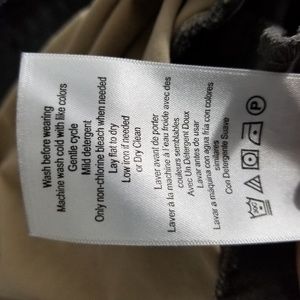 Wash before wearing
Machine wash cold with like colors
Gentle cycle
Mild detergent
Only non-chlorine bleach when needed
Lay flat to dry
Low iron if needed
or Dry Clean
Laver avant de porter
Laver à la machine à l'eau froide avec des
couleurs semblables
Avec Un Détergent Doux
Lavar antes de usar
Lavar a maquina con agua fria con colores
similares
Con Detergente Suave
P